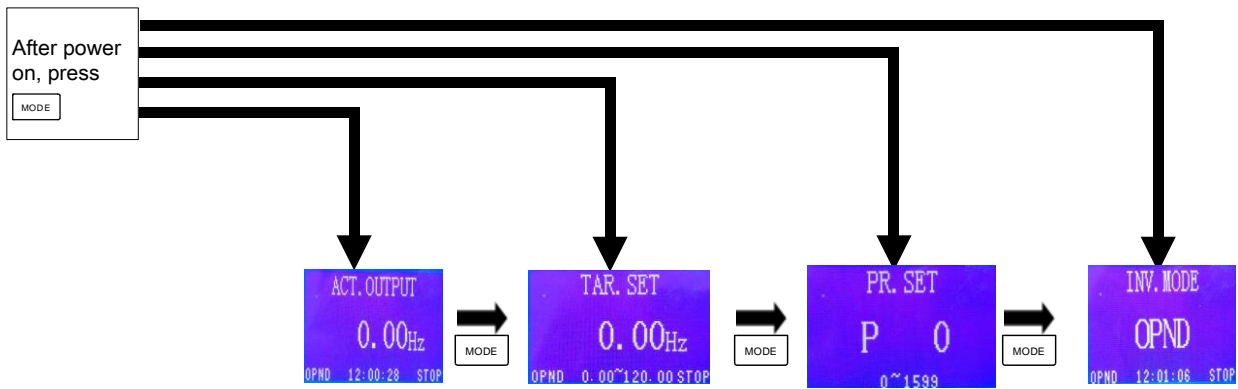 After power
on, press
MODE
ACT.OUTPUT
0.00Hz
OPND 12:00:28 STOP
MODE
TAR.SET
0.00Hz
OPND 0.00~120.00 STOP
MODE
PR.SET
P 0
0~1599
MODE
INV.MODE
OPND
OPND 12:01:06 STOP